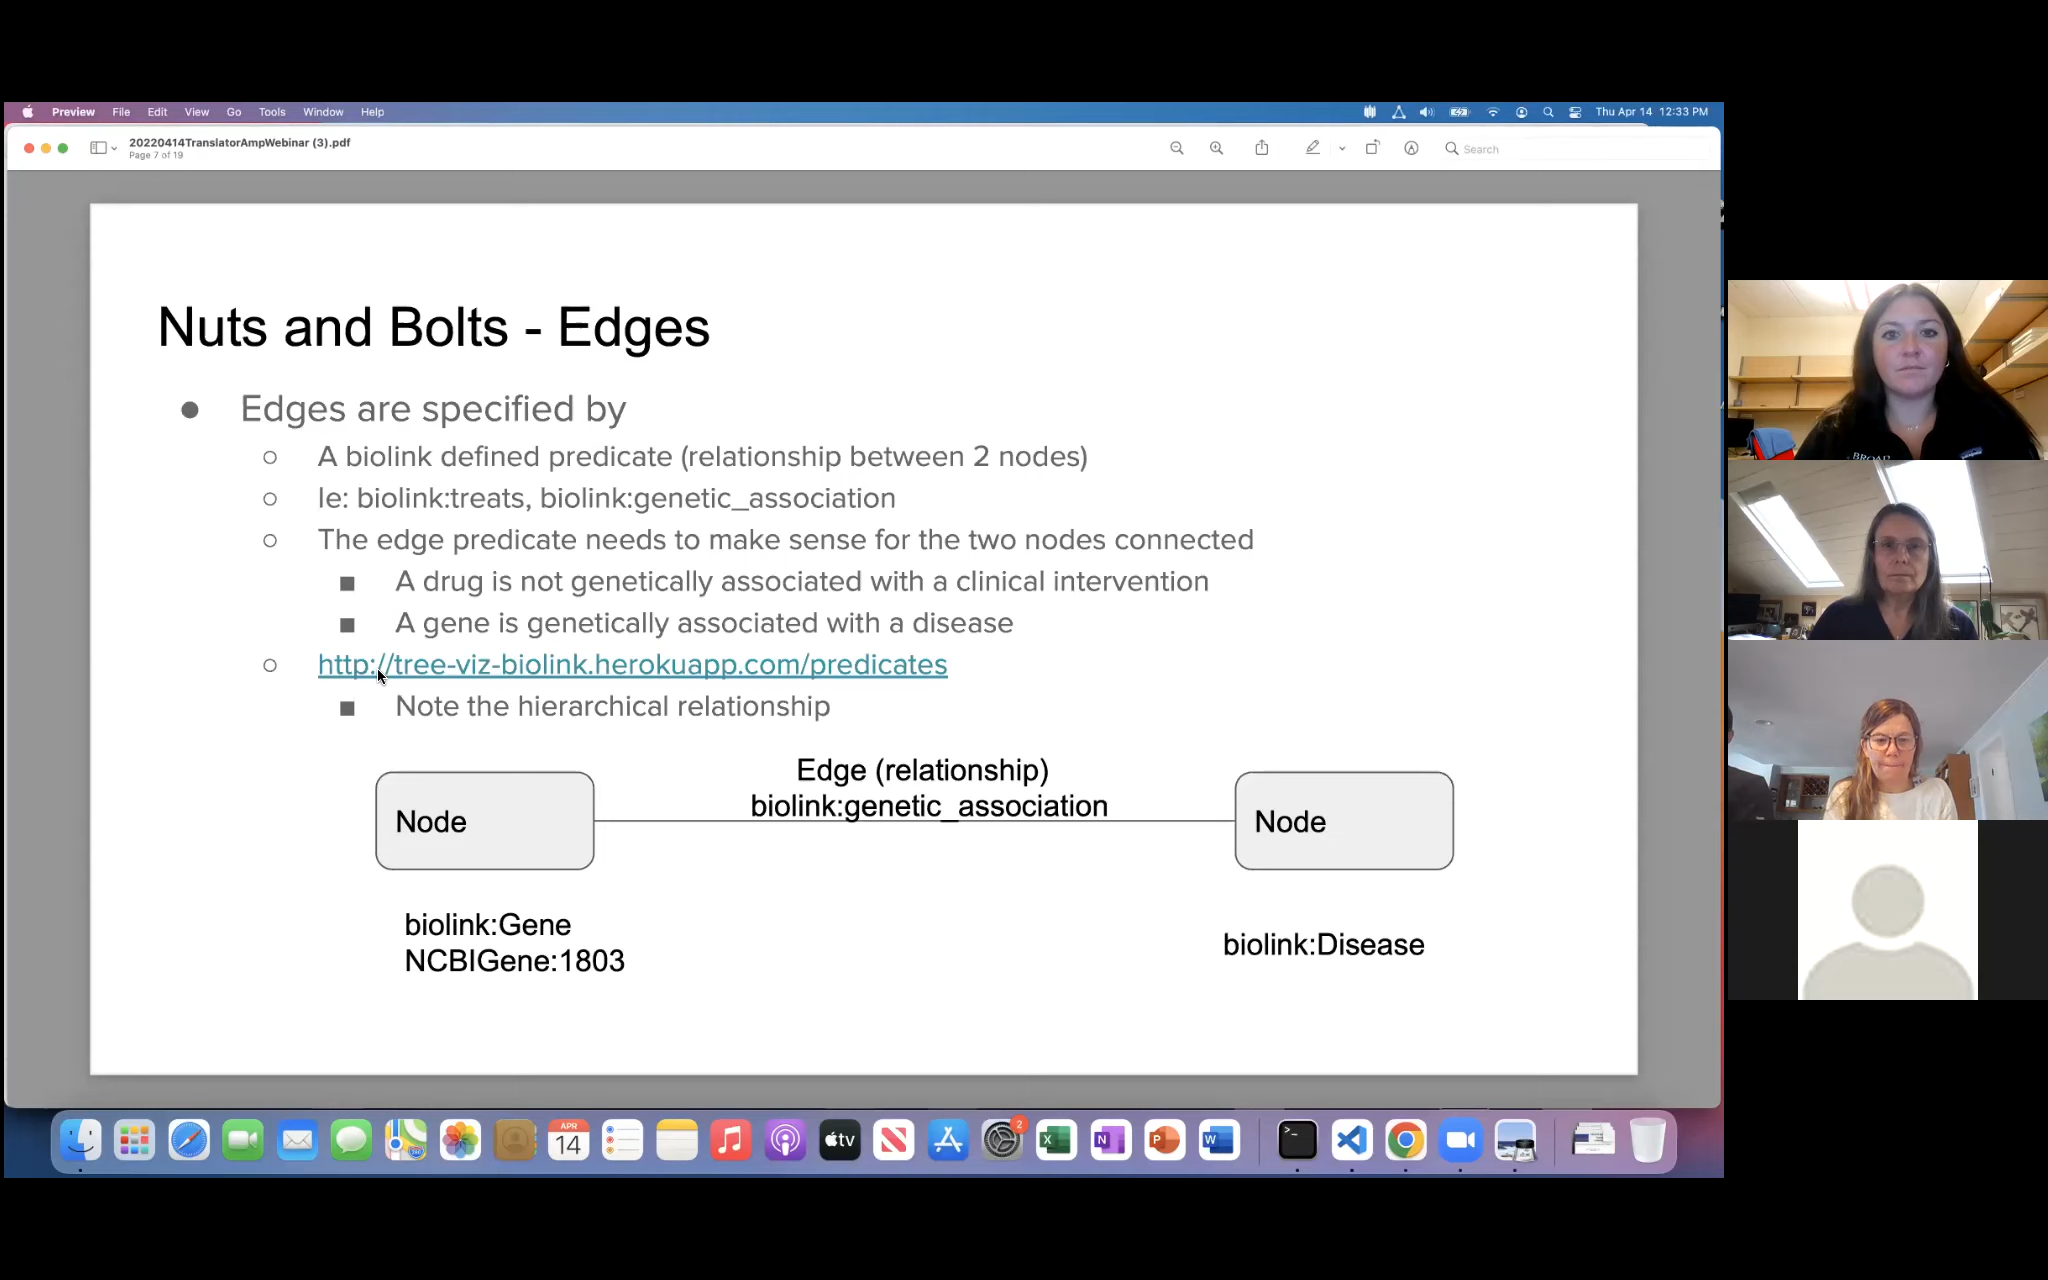 Preview File Edit View Go Tools Window Help
Thu Apr 14 12:33 PM
20220414TranslatorAmpWebinar (3).pdf
Page 7 of 19
Search
Nuts and Bolts - Edges
Edges are specified by
A biolink defined predicate (relationship between 2 nodes)
Ie: biolink:treats, biolink:genetic_association
The edge predicate needs to make sense for the two nodes connected
A drug is not genetically associated with a clinical intervention
A gene is genetically associated with a disease
http://tree-viz-biolink.herokuapp.com/predicates
Note the hierarchical relationship
Edge (relationship)
biolink:genetic_association
Node
Node
biolink:Gene
NCBIGene:1803
biolink:Disease
BROAD
APR
14
tv
2
X
N
P
W
>_